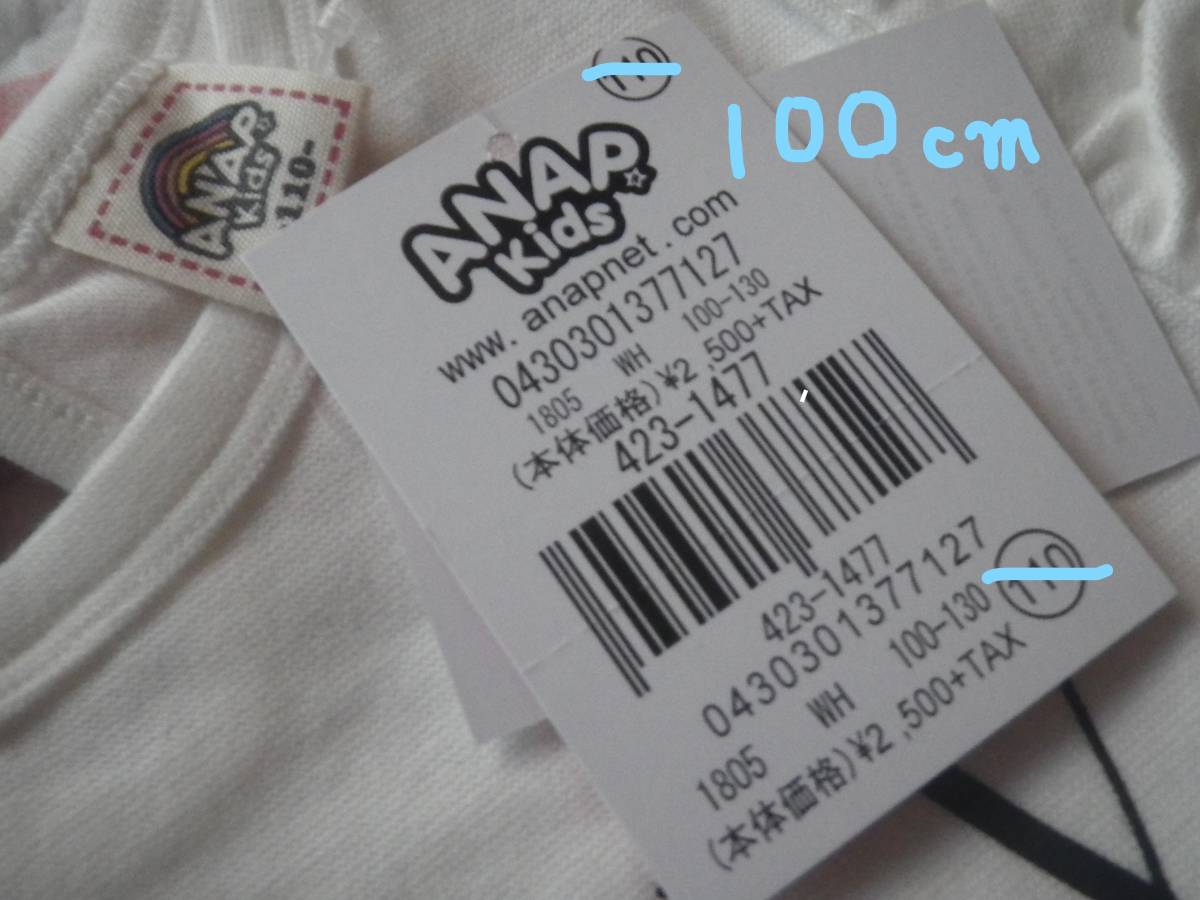 110
100cm
ANAP
Kids
-110-
ANAP
Kids
www.anapnet.com
0430301377127
1805 WH 100-130
(本体価格)¥2,500+TAX
423-1477
423-1477
0430301377127
1805 WH 100-130 110
(本体価格)¥2,500+TAX